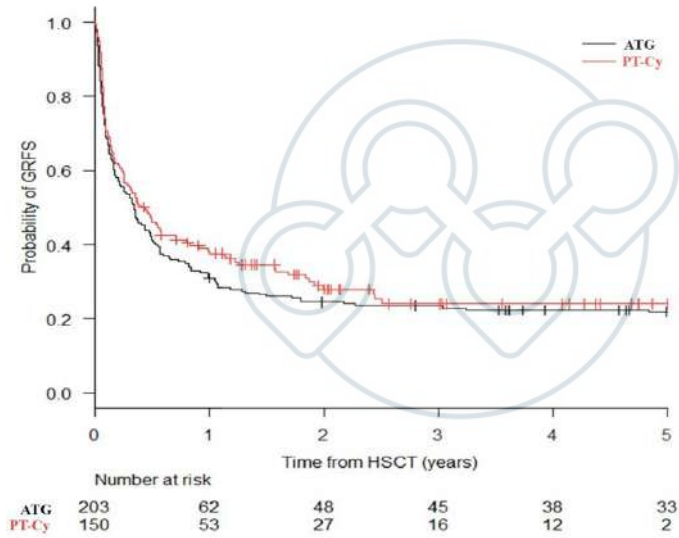 1.0
ATG
PT-Cy
0.8
0.6
0.4
0.2
0.0
Probability of GRFS
0 1 2 3 4 5
Time from HSCT (years)
Number at risk
ATG 203 62 48 45 38 33
PT-Cy 150 53 27 16 12 2